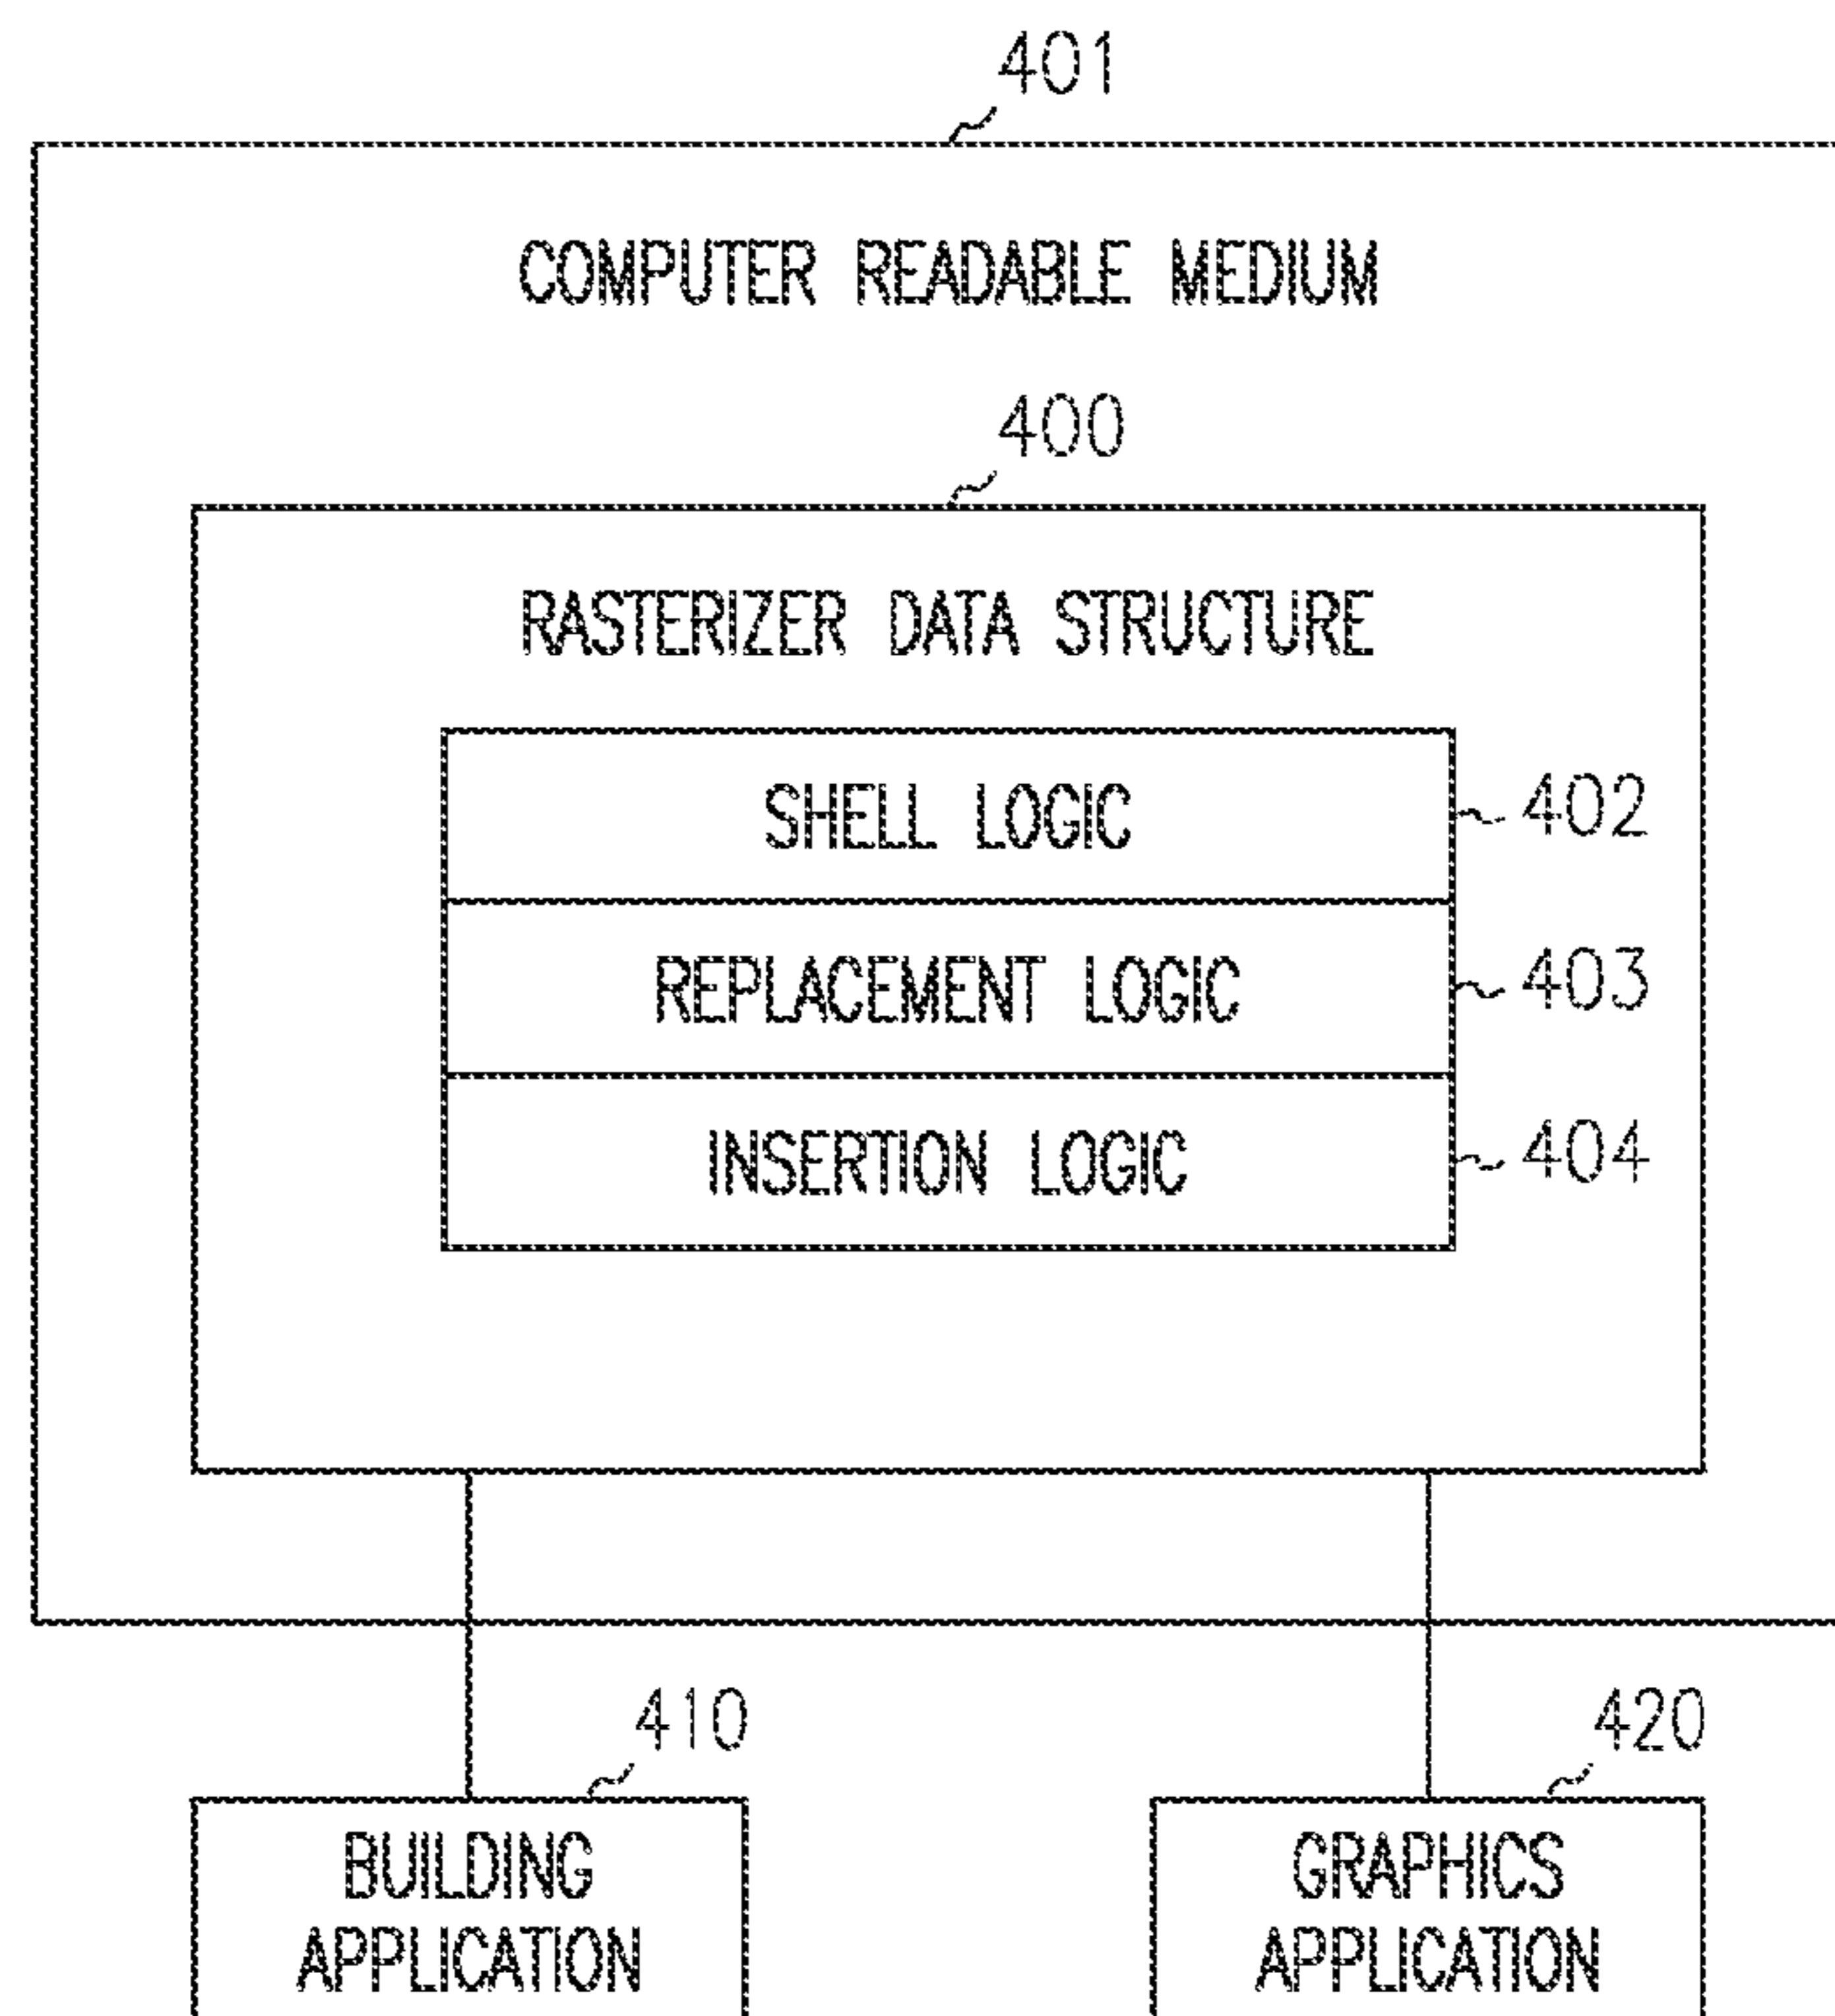 401
COMPUTER READABLE MEDIUM
400
RASTERIZER DATA STRUCTURE
SHELL LOGIC
402
REPLACEMENT LOGIC
403
INSERTION LOGIC
404
410
420
BUILDING
APPLICATION
GRAPHICS
APPLICATION